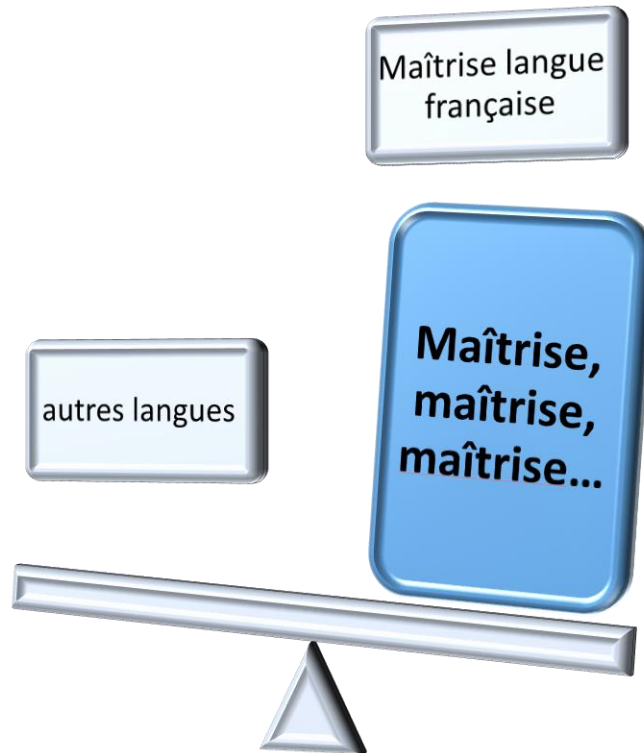 Maîtrise langue
française
autres langues
Maîtrise,
maîtrise,
maîtrise...